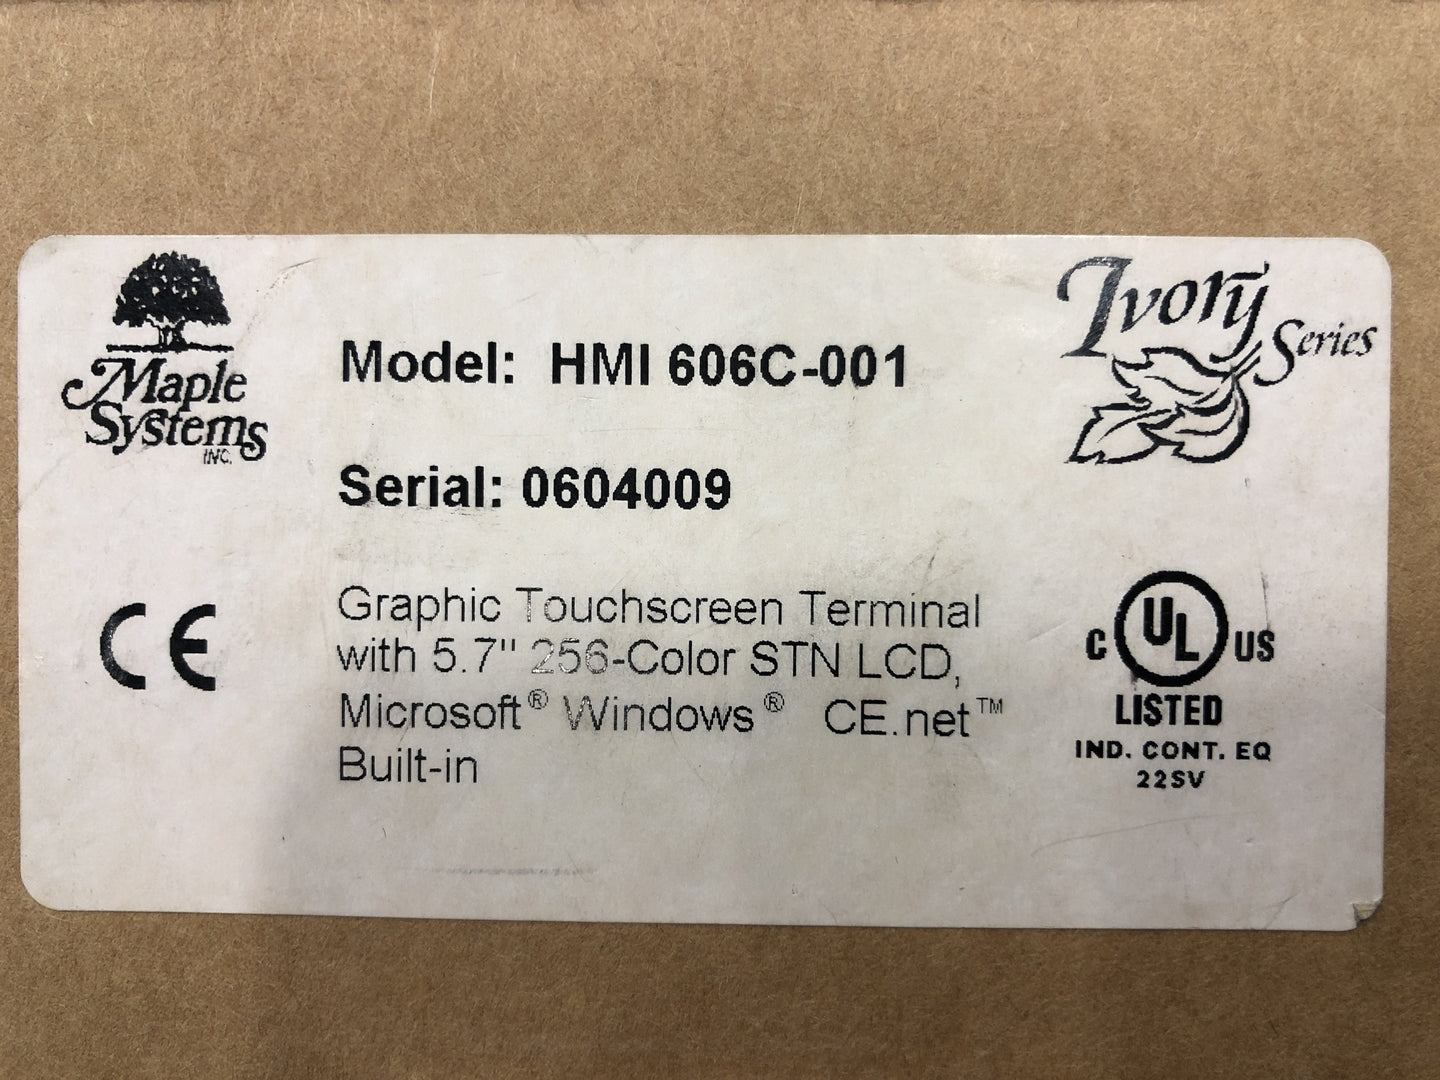 Maple
Systems
INC.
Ivory
Series
Model: HMI 606C-001
Serial: 0604009
CE
Graphic Touchscreen Terminal
with 5.7" 256-Color STN LCD,
Microsoft® Windows® CE.net™
Built-in
C UL US
LISTED
IND. CONT. EQ
22SV